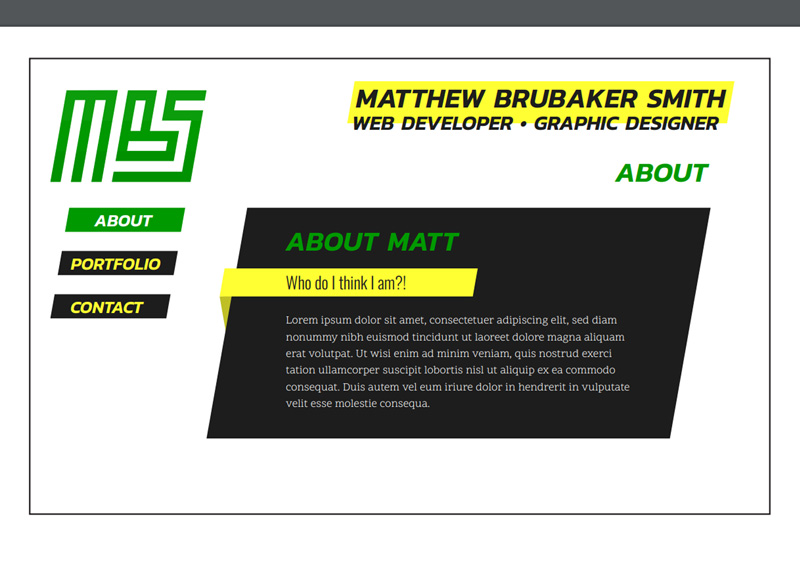 MBS
MATTHEW BRUBAKER SMITH
WEB DEVELOPER • GRAPHIC DESIGNER
ABOUT
ABOUT
PORTFOLIO
CONTACT
ABOUT MATT
Who do I think I am?!
Lorem ipsum dolor sit amet, consectetuer adipiscing elit, sed diam
nonummy nibh euismod tincidunt ut laoreet dolore magna aliquam
erat volutpat. Ut wisi enim ad minim veniam, quis nostrud exerci
tation ullamcorper suscipit lobortis nisl ut aliquip ex ea commodo
consequat. Duis autem vel eum iriure dolor in hendrerit in vulputate
velit esse molestie consequa.